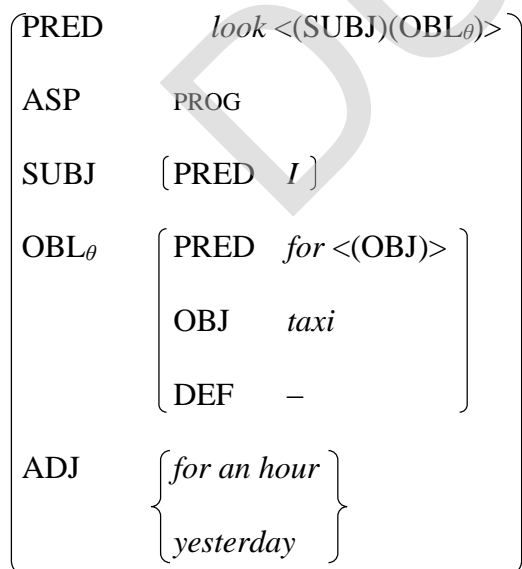 PRED look <(SUBJ)(OBLθ)>
ASP PROG
SUBJ [PRED I]
OBLθ [PRED for <(OBJ)>
OBJ taxi
DEF –]
ADJ {for an hour
yesterday}